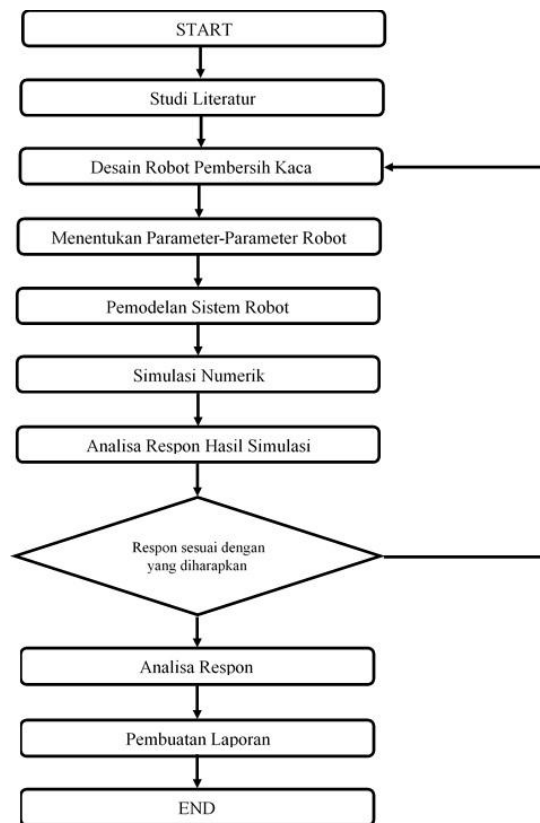 START
Studi Literatur
Desain Robot Pembersih Kaca
Menentukan Parameter-Parameter Robot
Pemodelan Sistem Robot
Simulasi Numerik
Analisa Respon Hasil Simulasi
Respon sesuai dengan
yang diharapkan
Analisa Respon
Pembuatan Laporan
END